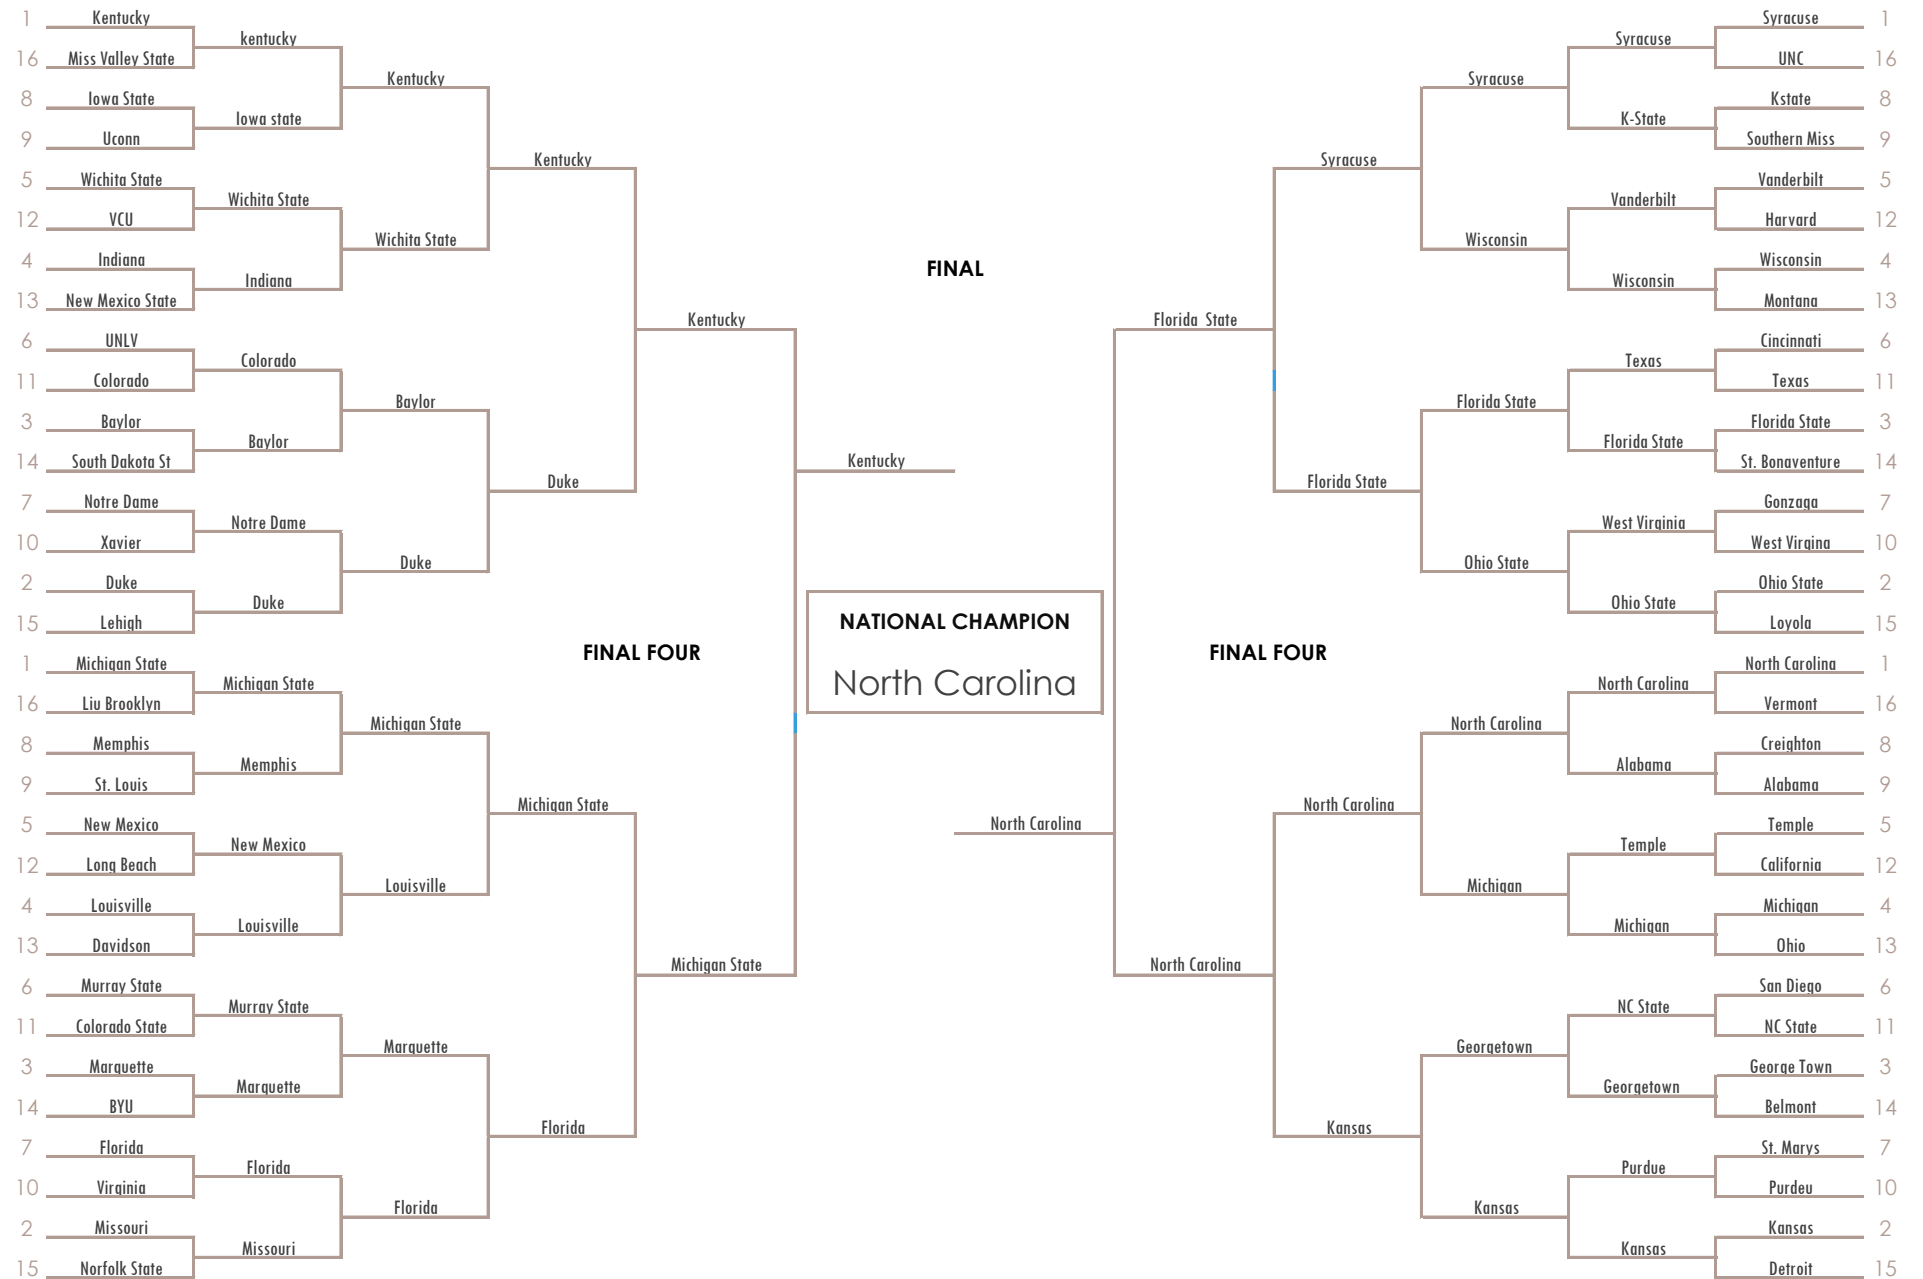 1 Kentucky
16 Miss Valley State
8 Iowa State
9 Uconn
5 Wichita State
12 VCU
4 Indiana
13 New Mexico State
6 UNLV
11 Colorado
3 Baylor
14 South Dakota St
7 Notre Dame
10 Xavier
2 Duke
15 Lehigh
1 Michigan State
16 Liu Brooklyn
8 Memphis
9 St. Louis
5 New Mexico
12 Long Beach
4 Louisville
13 Davidson
6 Murray State
11 Colorado State
3 Marquette
14 BYU
7 Florida
10 Virginia
2 Missouri
15 Norfolk State
kentucky
Iowa state
Wichita State
Indiana
Colorado
Baylor
Notre Dame
Duke
Michigan State
Memphis
New Mexico
Louisville
Murray State
Marquette
Florida
Missouri
Kentucky
Wichita State
Baylor
Duke
Michigan State
Louisville
Marquette
Florida
Kentucky
Duke
Michigan State
Florida
FINAL FOUR
Kentucky
Michigan State
Kentucky
FINAL
NATIONAL CHAMPION
North Carolina
North Carolina
Florida State
North Carolina
FINAL FOUR
Syracuse
Florida State
North Carolina
Kansas
Syracuse
Wisconsin
Florida State
Ohio State
North Carolina
Michigan
Georgetown
Kansas
Syracuse
K-State
Vanderbilt
Wisconsin
Texas
Florida State
West Virginia
Ohio State
North Carolina
Alabama
Temple
Michigan
NC State
Georgetown
Purdue
Kansas
Syracuse 1
UNC 16
Kstate 8
Southern Miss 9
Vanderbilt 5
Harvard 12
Wisconsin 4
Montana 13
Cincinnati 6
Texas 11
Florida State 3
St. Bonaventure 14
Gonzaga 7
West Virgina 10
Ohio State 2
Loyola 15
North Carolina 1
Vermont 16
Creighton 8
Alabama 9
Temple 5
California 12
Michigan 4
Ohio 13
San Diego 6
NC State 11
George Town 3
Belmont 14
St. Marys 7
Purdeu 10
Kansas 2
Detroit 15